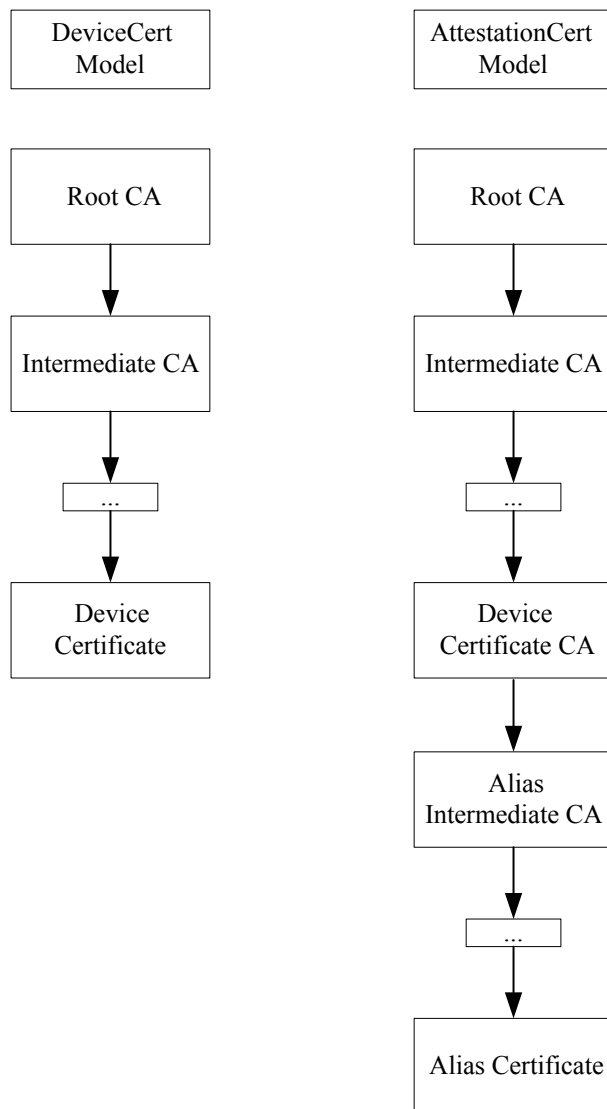 DeviceCert
Model
Root CA
Intermediate CA
...
Device
Certificate
AttestationCert
Model
Root CA
Intermediate CA
...
Device
Certificate CA
Alias
Intermediate CA
...
Alias Certificate